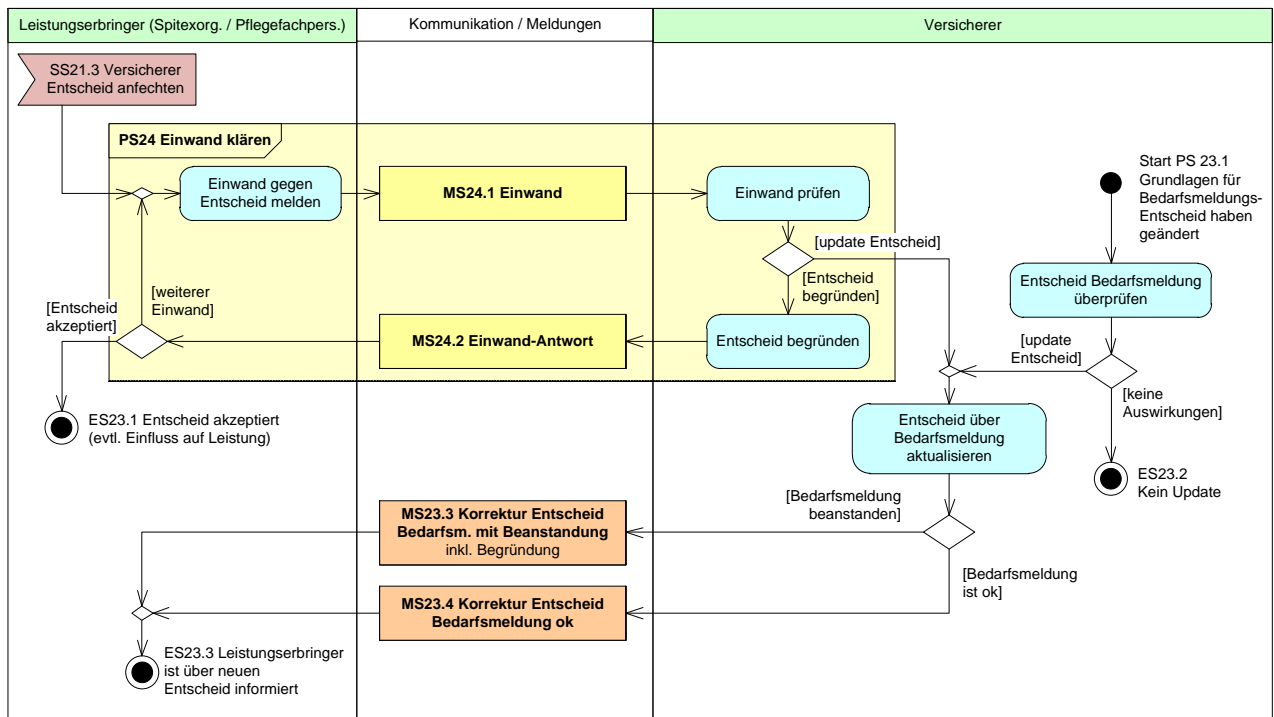 Leistungserbringer (Spitexorg. / Pflegefachpers.)
Kommunikation / Meldungen
Versicherer
SS21.3 Versicherer
Entscheid anfechten
PS24 Einwand klären
Einwand gegen
Entscheid melden
MS24.1 Einwand
Einwand prüfen
Start PS 23.1
Grundlagen für
Bedarfsmeldungs-
Entscheid haben
geändert
[update Entscheid]
[Entscheid
begründen]
Entscheid Bedarfsmeldung
überprüfen
[Entscheid
akzeptiert]
[weiterer
Einwand]
MS24.2 Einwand-Antwort
Entscheid begründen
[update
Entscheid]
[keine
Auswirkungen]
ES23.1 Entscheid akzeptiert
(evtl. Einfluss auf Leistung)
Entscheid über
Bedarfsmeldung
aktualisieren
ES23.2
Kein Update
[Bedarfsmeldung
beanstanden]
MS23.3 Korrektur Entscheid
Bedarfsm. mit Beanstandung
inkl. Begründung
[Bedarfsmeldung
ist ok]
MS23.4 Korrektur Entscheid
Bedarfsmeldung ok
ES23.3 Leistungserbringer
ist über neuen
Entscheid informiert